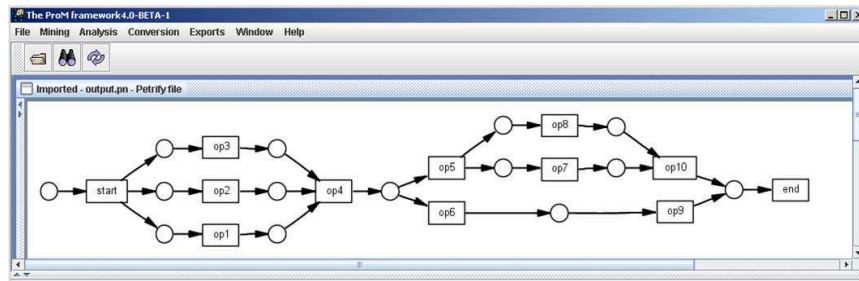 The ProM framework4.0-BETA-1
File Mining Analysis Conversion Exports Window Help
Imported - output.pn - Petrify file
op8
op3
op5
op7
op10
start
op2
op4
end
op6
op9
op1